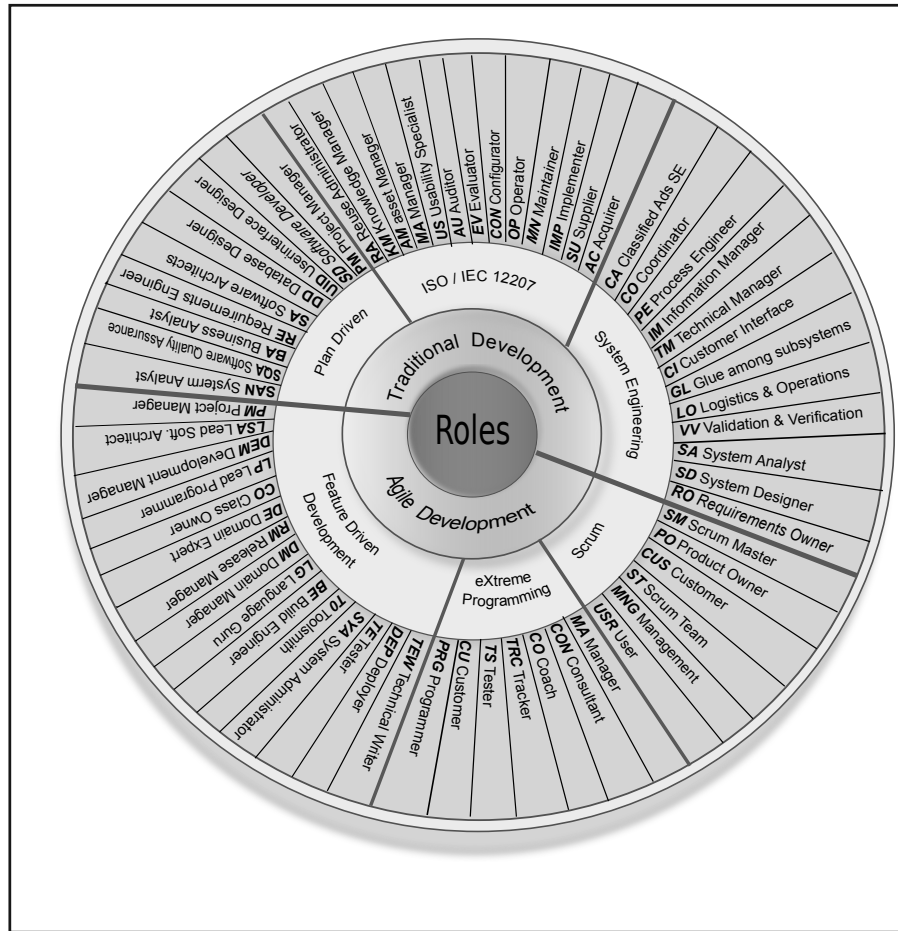 Roles
Traditional Development
Agile Development
Plan Driven
ISO / IEC 12207
System Engineering
Scrum
eXtreme
Programming
Feature Driven
Development
SAN System Analyst
SQA Software Quality Assurance
BA Business Analyst
RE Requirements Engineer
SA Software Architects
DD Database Designer
UID Userinterface Designer
SD Software Developer
PM Project Manager
RA Reuse Administrator
KM Knowledge Manager
AM asset Manager
MA Manager
US Usability Specialist
AU Auditor
EV Evaluator
CON Configurator
OP Operator
MN Maintainer
IMP Implementer
SU Supplier
AC Acquirer
CA Classified Ads SE
CO Coordinator
PE Process Engineer
IM Information Manager
TM Technical Manager
CI Customer Interface
GL Glue among subsystems
LO Logistics & Operations
VV Validation & Verification
SA System Analyst
SD System Designer
RO Requirements Owner
SM Scrum Master
PO Product Owner
CUS Customer
ST Scrum Team
MNG Management
USR User
MA Manager
CON Consultant
CO Coach
TRC Tracker
TS Tester
CU Customer
PRG Programmer
TEW Technical Writer
DEP Deployer
TE Tester
SYA System Administrator
T0 Toolsmith
BE Build Engineer
LG Language Guru
DM Domain Manager
RM Release Manager
DE Domain Expert
CO Class Owner
LP Lead Programmer
DEM Development Manager
LSA Lead Soft. Architect
PM Project Manager